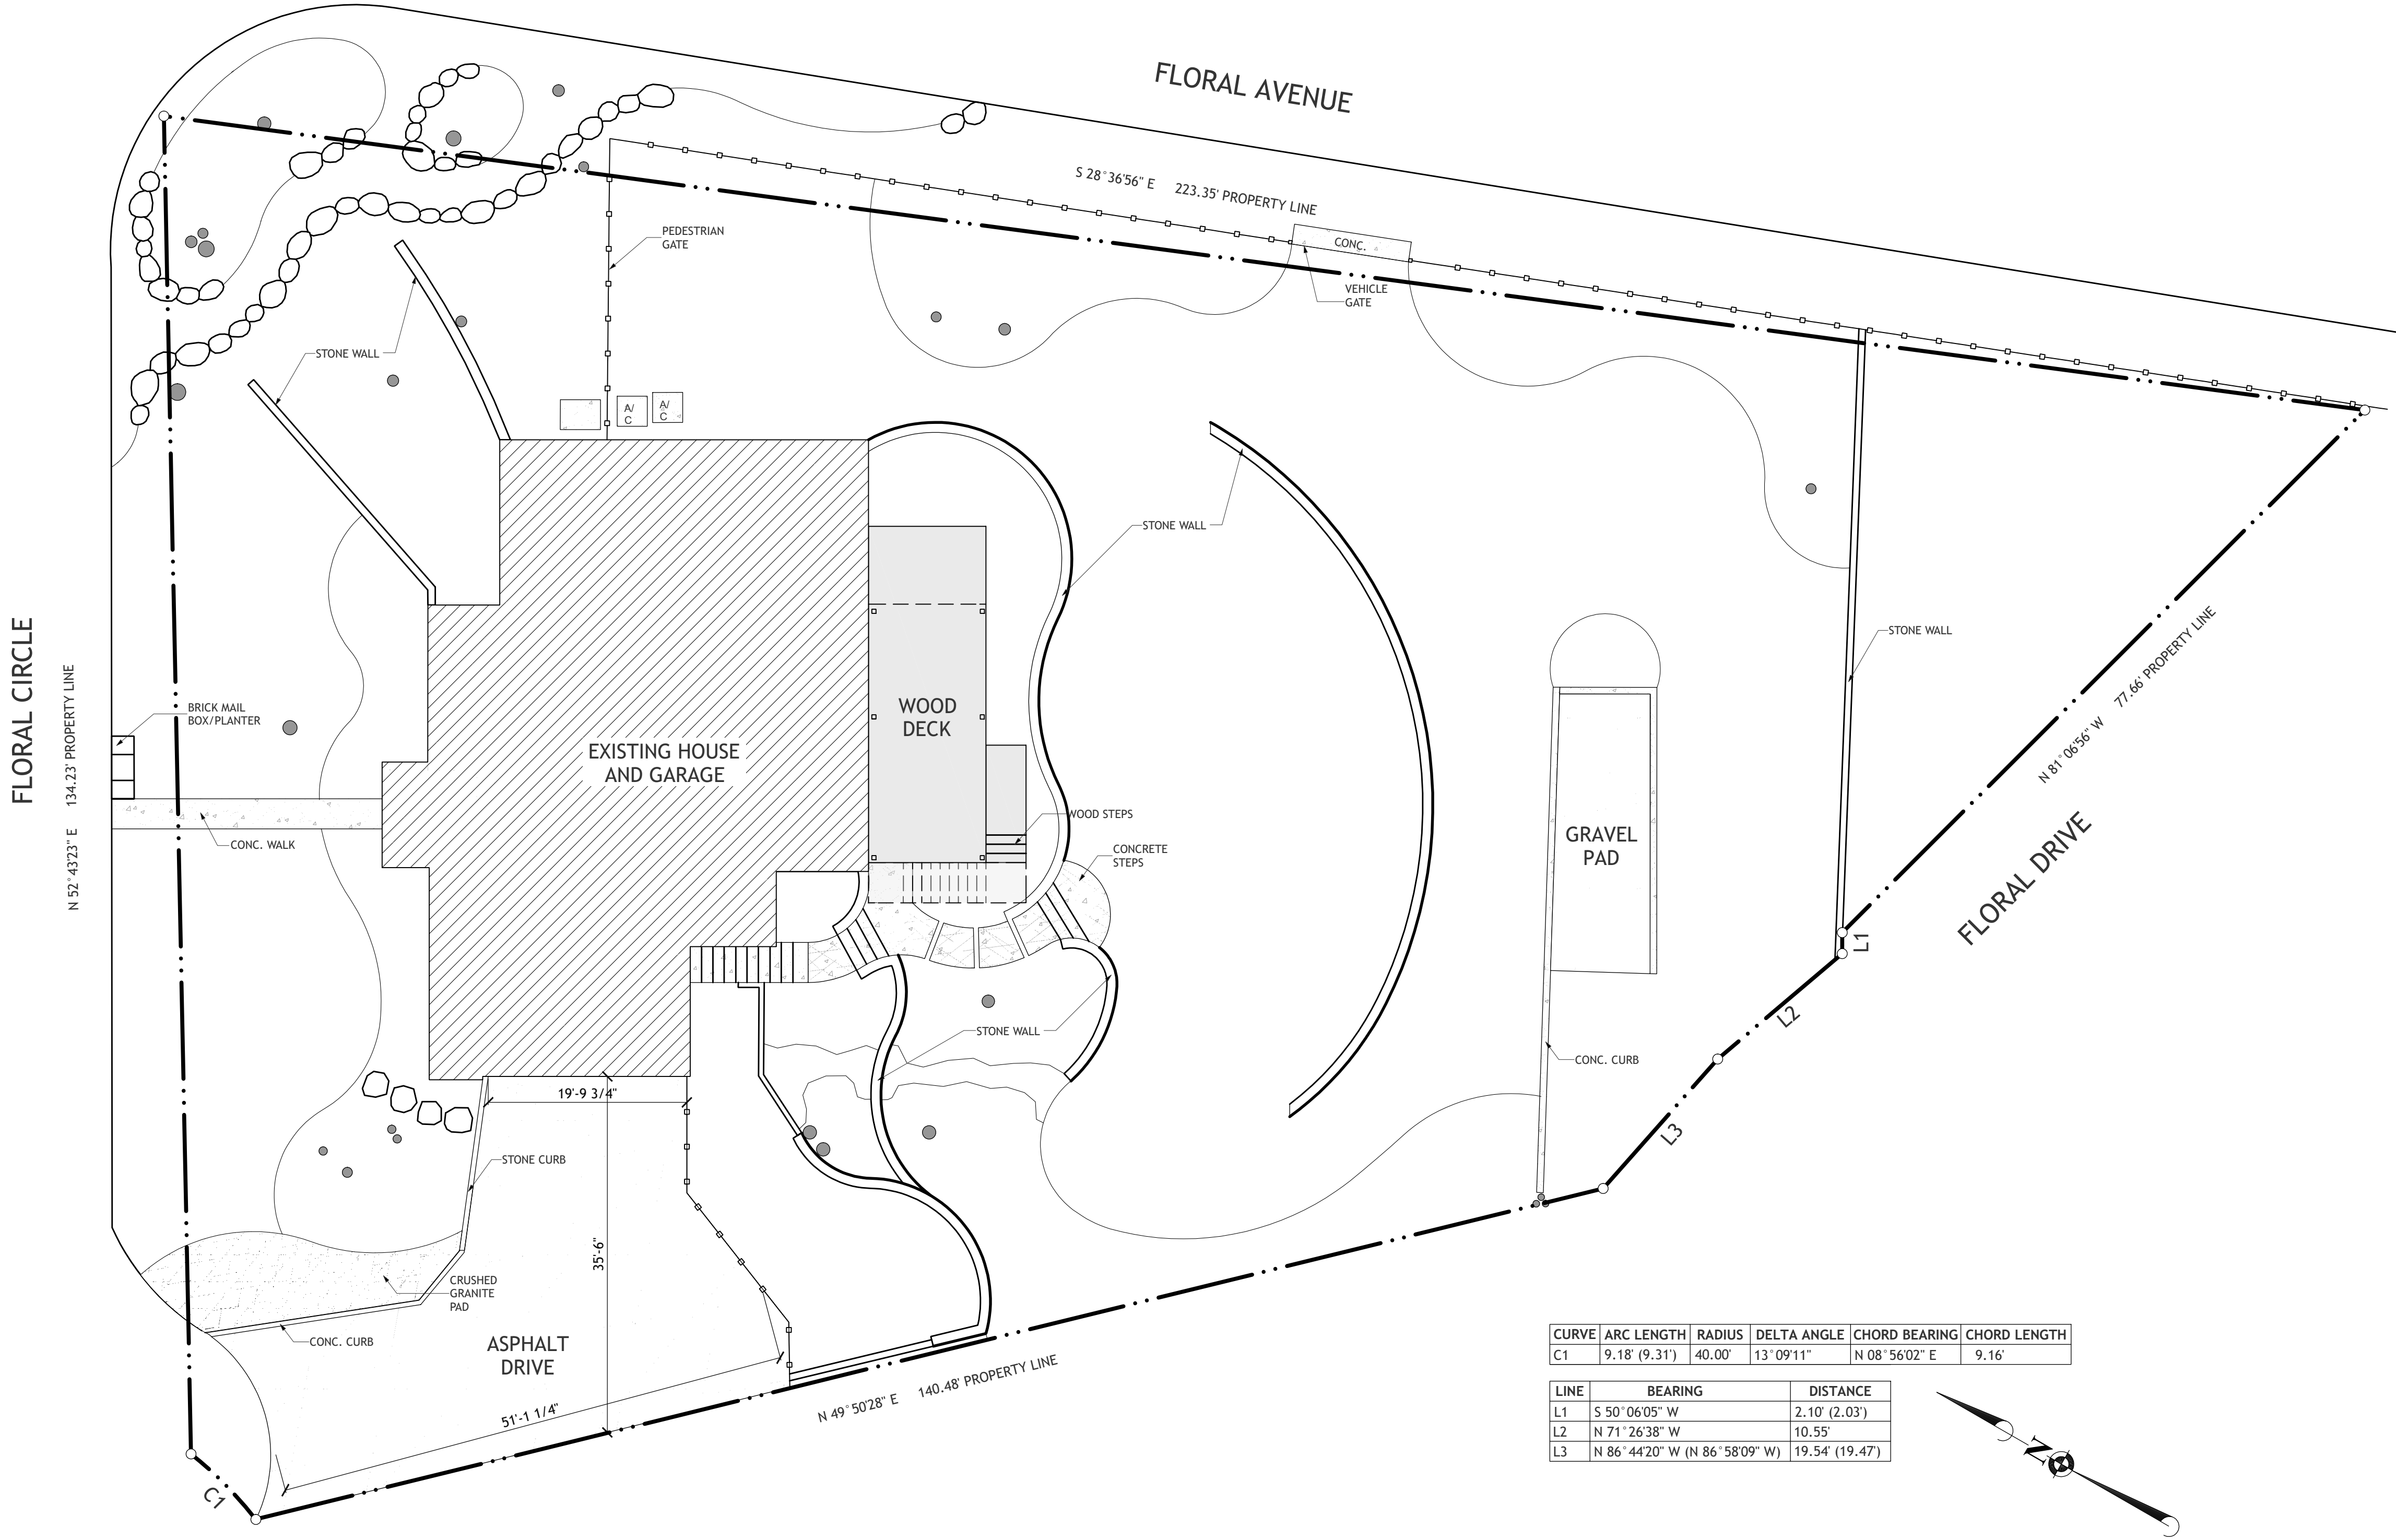 FLORAL AVENUE
S 28°36'56" E 223.35' PROPERTY LINE
PEDESTRIAN
GATE
CONC.
VEHICLE
GATE
STONE WALL
A/
C
A/
C
STONE WALL
STONE WALL
FLORAL CIRCLE
N 52°43'23" E 134.23' PROPERTY LINE
BRICK MAIL
BOX/PLANTER
WOOD
DECK
EXISTING HOUSE
AND GARAGE
N 81°06'56" W 77.66' PROPERTY LINE
FLORAL DRIVE
WOOD STEPS
CONC. WALK
CONCRETE
STEPS
GRAVEL
PAD
L1
L2
L3
STONE WALL
CONC. CURB
19'-9 3/4"
STONE CURB
35'-6"
CRUSHED
GRANITE
PAD
CONC. CURB
ASPHALT
DRIVE
51'-1 1/4"
N 49°50'28" E 140.48' PROPERTY LINE
C1
CURVE ARC LENGTH RADIUS DELTA ANGLE CHORD BEARING CHORD LENGTH
C1 9.18' (9.31') 40.00' 13°09'11" N 08°56'02" E 9.16'
LINE BEARING DISTANCE
L1 S 50°06'05" W 2.10' (2.03')
L2 N 71°26'38" W 10.55'
L3 N 86°44'20" W (N 86°58'09" W) 19.54' (19.47')
N